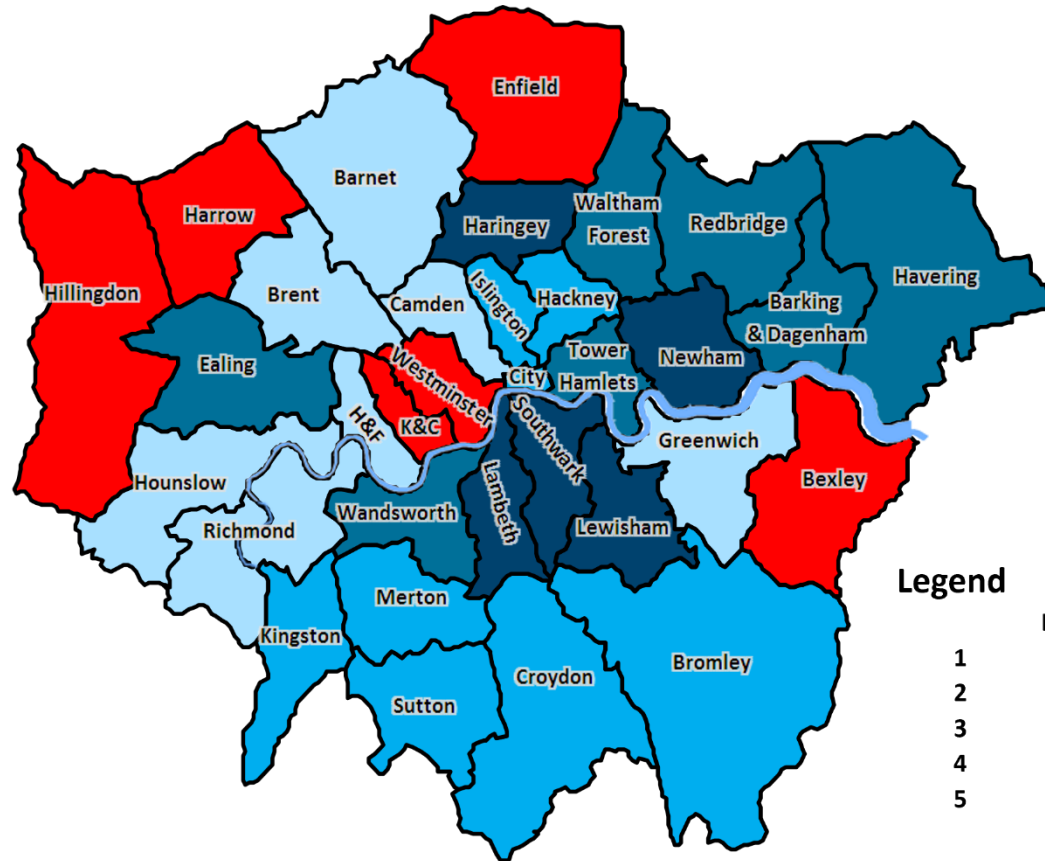 Enfield
Barnet
Harrow
Haringey
Waltham
Forest
Redbridge
Havering
Hillingdon
Brent
Camden
Islington
Hackney
Barking
& Dagenham
Ealing
Westminster
City
Tower
Hamlets
Newham
H&F
K&C
Southwark
Greenwich
Hounslow
Bexley
Richmond
Wandsworth
Lambeth
Lewisham
Merton
Kingston
Sutton
Croydon
Bromley
Legend
1
2
3
4
5